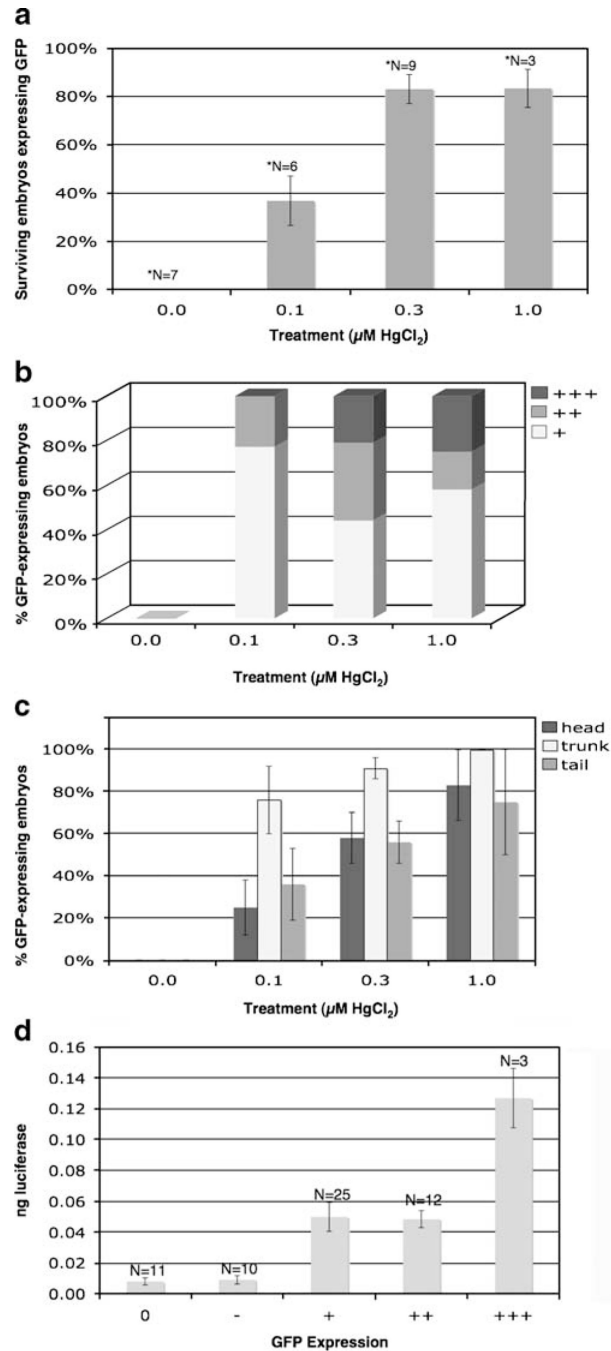 a
Surviving embryos expressing GFP
100%
80%
60%
40%
20%
0%
*N=7
*N=6
*N=9
*N=3
0.0 0.1 0.3 1.0
Treatment (µM HgCl₂)
b
% GFP-expressing embryos
100%
80%
60%
40%
20%
0%
+++
++
+
0.0 0.1 0.3 1.0
Treatment (µM HgCl₂)
c
% GFP-expressing embryos
100%
80%
60%
40%
20%
0%
head
trunk
tail
0.0 0.1 0.3 1.0
Treatment (µM HgCl₂)
d
ng luciferase
0.16
0.14
0.12
0.10
0.08
0.06
0.04
0.02
0.00
N=11
N=10
N=25
N=12
N=3
0 - + ++ +++
GFP Expression